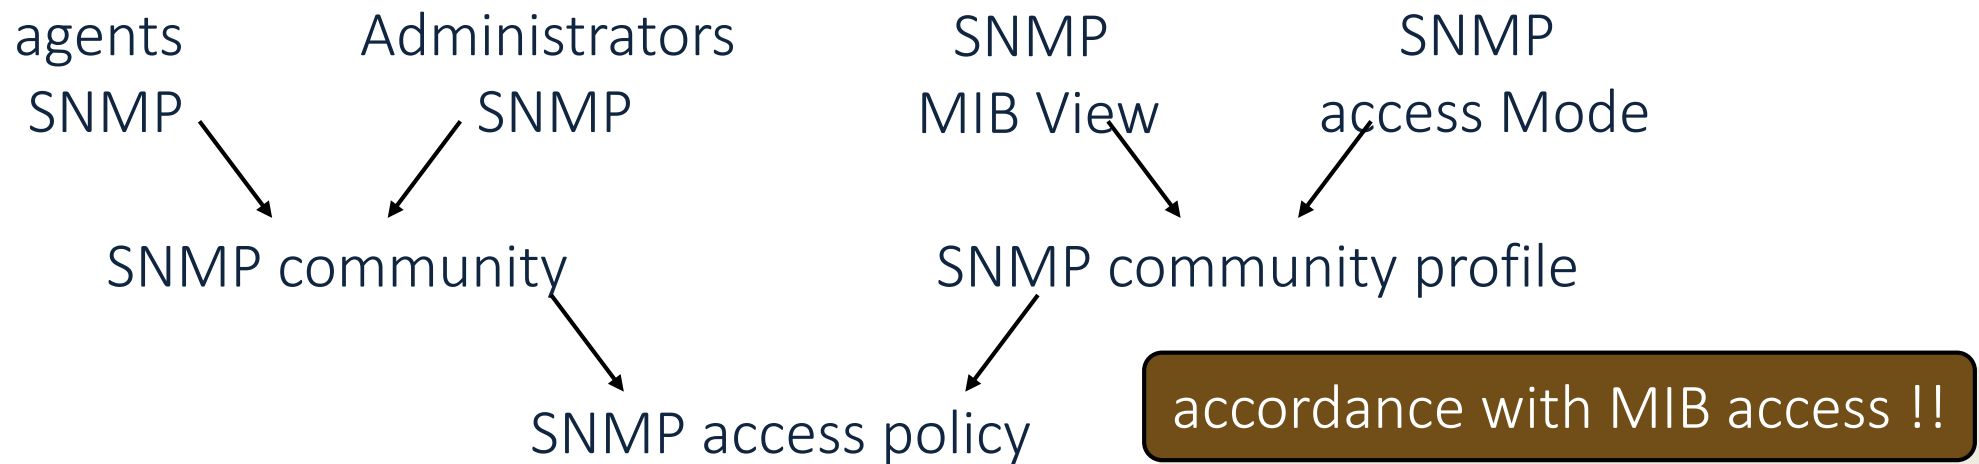 agents
SNMP
Administrators
SNMP
SNMP
MIB View
SNMP
access Mode
SNMP community
SNMP community profile
SNMP access policy
accordance with MIB access !!